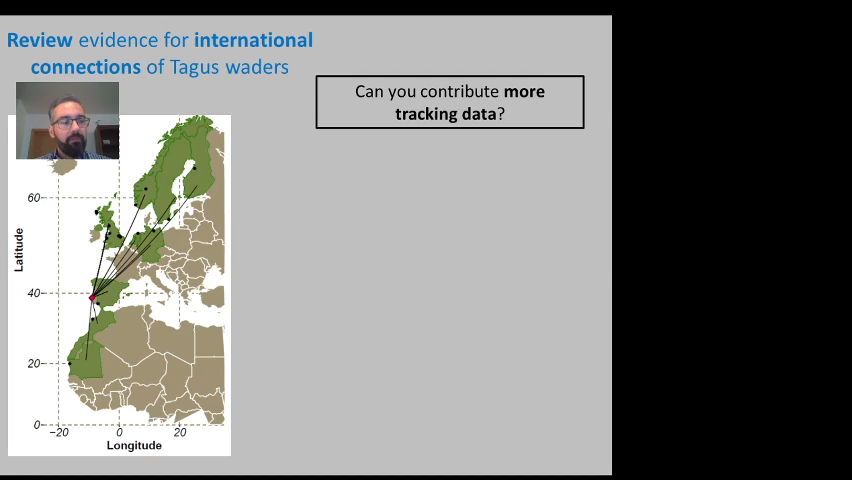 Review evidence for international
connections of Tagus waders
Can you contribute more
tracking data?
60
40
20
0
Latitude
−20
0
20
Longitude